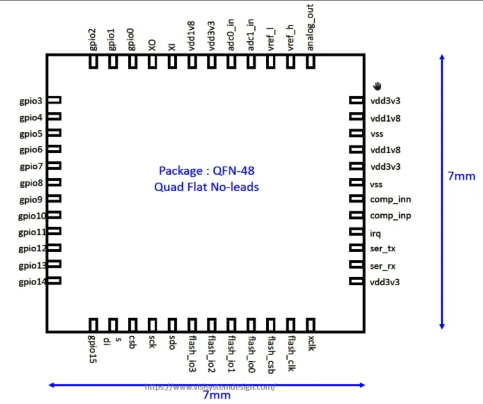 gpio2
gpio1
gpio0
XO
XI
vdd1v8
vdd3v3
adc0_in
adc1_in
vref_l
vref_h
analog_out
gpio3
gpio4
gpio5
gpio6
gpio7
gpio8
gpio9
gpio10
gpio11
gpio12
gpio13
gpio14
Package : QFN-48
Quad Flat No-leads
vdd3v3
vdd1v8
vss
vdd1v8
vdd3v3
vss
comp_inn
comp_inp
irq
ser_tx
ser_rx
vdd3v3
7mm
gpio15
s
di
csb
sck
sdo
flash_io3
flash_io2
flash_io1
flash_io0
flash_csb
flash_clk
xclk
https://www.vlsisystemdesign.com/
7mm